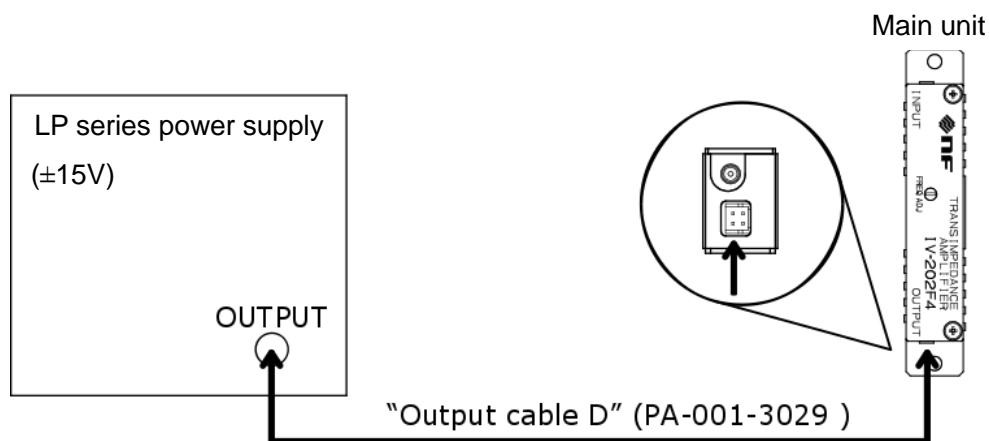 Main unit
LP series power supply
(±15V)
OUTPUT
INPUT
NF
FREQ ADJ
TRANSIMPEDANCE
AMPLIFIER
IV-202F4
OUTPUT
“Output cable D” (PA-001-3029 )